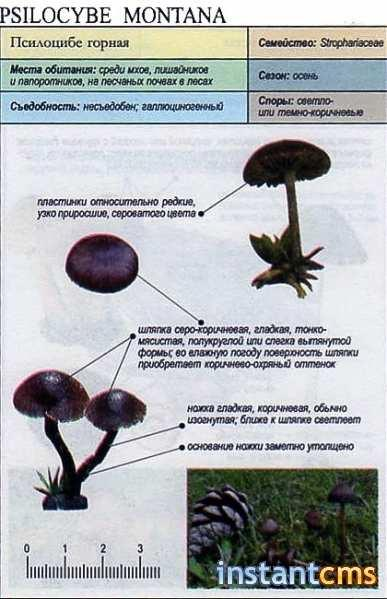 PSILOCYBE MONTANA
Псилоцибе горная
Семейство: Strophariaceae
Места обитания: среди мхов, лишайников
и папоротников, на песчаных почвах в лесах
Сезон: осень
Съедобность: несъедобен; галлюциногенный
Споры: светло-
или темно-коричневые
пластинки относительно редкие,
узко приросшие, сероватого цвета
шляпка серо-коричневая, гладкая, тонко-
мясистая, полукруглой или слегка вытянутой
формы; во влажную погоду поверхность шляпки
приобретает коричнево-охряный оттенок
ножка гладкая, коричневая, обычно
изогнутая; ближе к шляпке светлеет
основание ножки заметно утолщено
0 1 2 3
instantcms